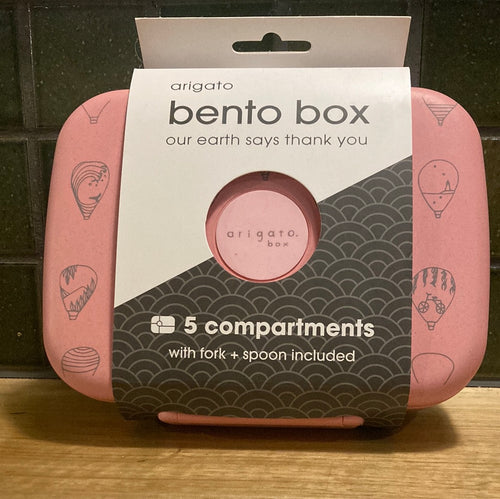 arigato
bento box
our earth says thank you
arigato.
box
5 compartments
with fork + spoon included